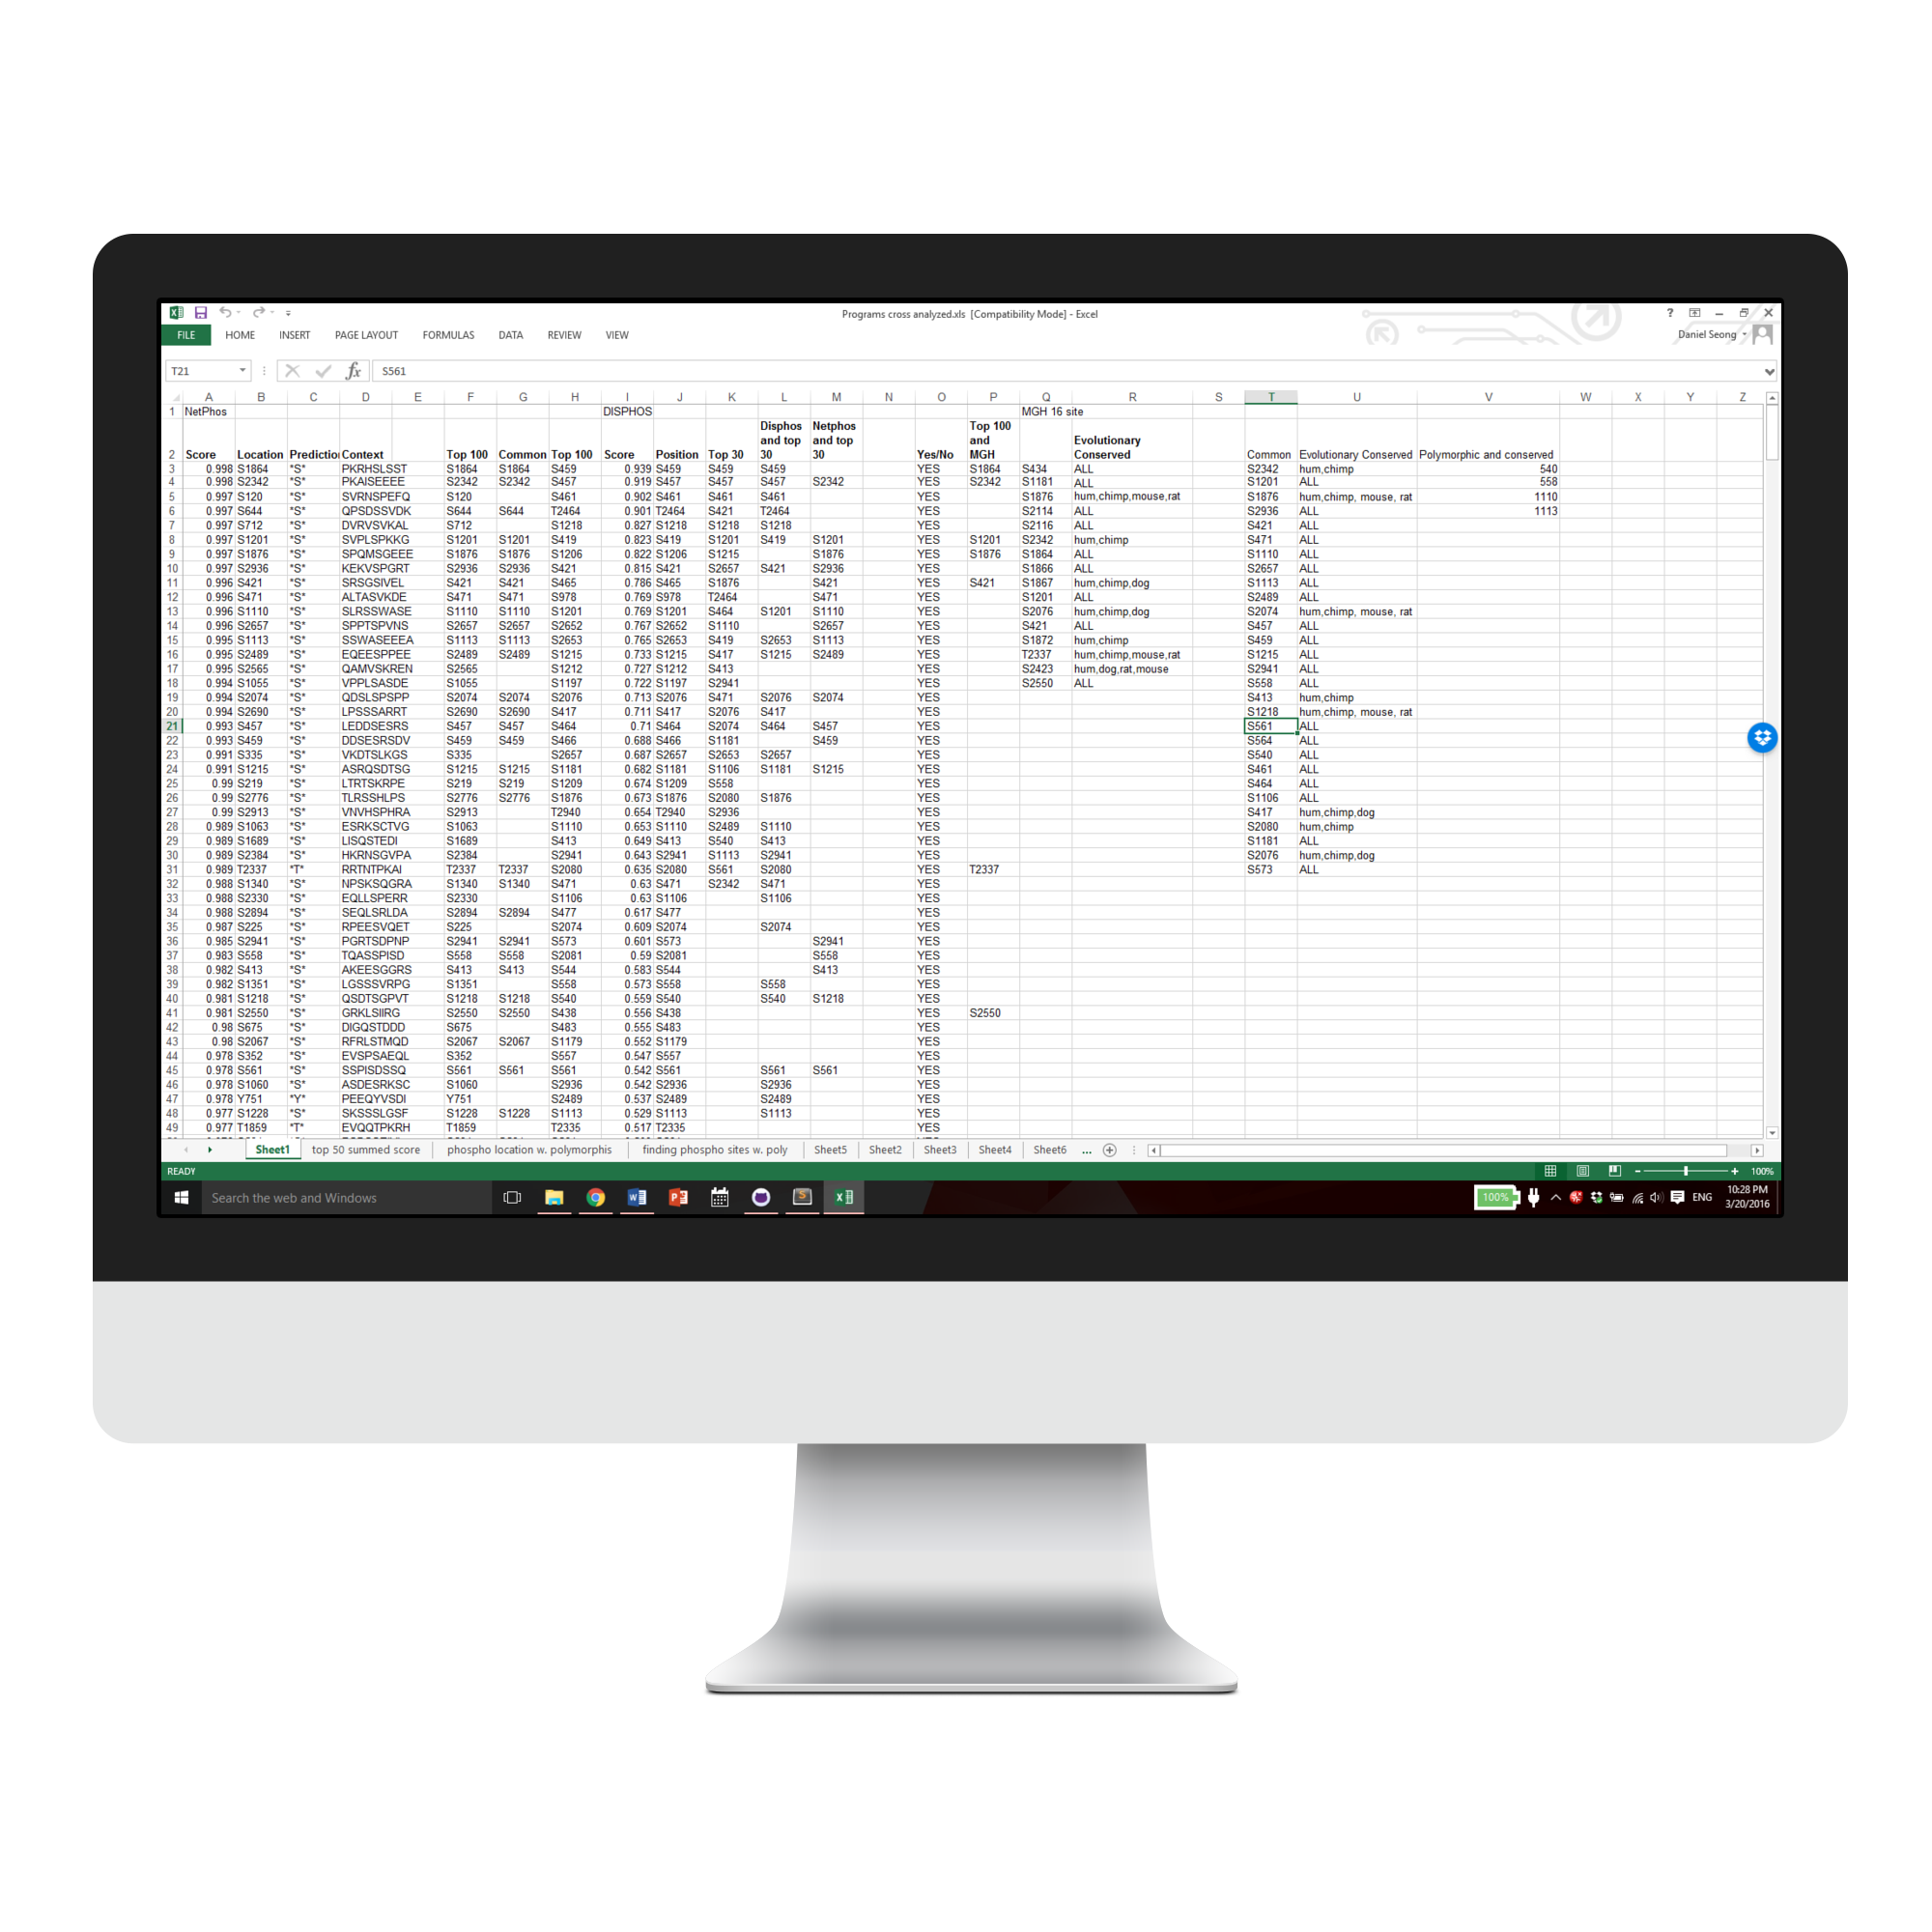 Programs cross analyzed.xls [Compatibility Mode] - Excel
?
FILE HOME INSERT PAGE LAYOUT FORMULAS DATA REVIEW VIEW Daniel Seong
T21 fx S561
A B C D E F G H I J K L M N O P Q R S T U V W X Y Z
1 NetPhos DISPHOS MGH 16 site
2 Score Location Predictio Context Top 100 Common Top 100 Score Position Top 30 Disphos and top 30 Netphos and top 30 Yes/No Top 100 and MGH Evolutionary Conserved Common Evolutionary Conserved Polymorphic and conserved
3 0.998 S1864 *S* PKRHSLSST S1864 S1864 S459 0.939 S459 S459 S459 YES S1864 S434 ALL S2342 hum,chimp 540
4 0.998 S2342 *S* PKAISEEEE S2342 S2342 S457 0.919 S457 S457 S457 S2342 YES S2342 S1181 ALL S1201 ALL 558
5 0.997 S120 *S* SVRNSPEFQ S120 S461 0.902 S461 S461 S461 YES S1876 hum,chimp,mouse,rat S1876 hum,chimp, mouse, rat 1110
6 0.997 S644 *S* QPSDSSVDK S644 S644 T2464 0.901 T2464 S421 T2464 YES S2114 ALL S2936 ALL 1113
7 0.997 S712 *S* DVRVSVKAL S712 S1218 0.827 S1218 S1218 S1218 YES S2116 ALL S421 ALL
8 0.997 S1201 *S* SVPLSPKKG S1201 S1201 S419 0.823 S419 S1201 S419 S1201 YES S1201 S2342 hum,chimp S471 ALL
9 0.997 S1876 *S* SPQMSGEEE S1876 S1876 S1206 0.822 S1206 S1215 S1876 YES S1876 S1864 ALL S1110 ALL
10 0.997 S2936 *S* KEKVSPGRT S2936 S2936 S421 0.815 S421 S2657 S421 S2936 YES S1866 ALL S2657 ALL
11 0.996 S421 *S* SRSGSIVEL S421 S421 S465 0.786 S465 S1876 S421 YES S421 S1867 hum,chimp,dog S1113 ALL
12 0.996 S471 *S* ALTASVKDE S471 S471 S978 0.769 S978 T2464 S471 YES S1201 ALL S2489 ALL
13 0.996 S1110 *S* SLRSSWASE S1110 S1110 S1201 0.769 S1201 S464 S1201 S1110 YES S2076 hum,chimp,dog S2074 hum,chimp, mouse, rat
14 0.996 S2657 *S* SPPTSPVNS S2657 S2657 S2652 0.767 S2652 S1110 S2657 YES S421 ALL S457 ALL
15 0.995 S1113 *S* SSWASEEEA S1113 S1113 S2653 0.765 S2653 S419 S2653 S1113 YES S1872 hum,chimp S459 ALL
16 0.995 S2489 *S* EQEESPPEE S2489 S2489 S1215 0.733 S1215 S417 S1215 S2489 YES T2337 hum,chimp,mouse,rat S1215 ALL
17 0.995 S2565 *S* QAMVSKREN S2565 S1212 0.727 S1212 S413 YES S2423 hum,dog,rat,mouse S2941 ALL
18 0.994 S1055 *S* VPPLSASDE S1055 S1197 0.722 S1197 S2941 YES S2550 ALL S558 ALL
19 0.994 S2074 *S* QDSLSPSPP S2074 S2074 S2076 0.713 S2076 S471 S2076 S2074 YES S413 hum,chimp
20 0.994 S2690 *S* LPSSSARRT S2690 S2690 S417 0.711 S417 S2076 S417 YES S1218 hum,chimp, mouse, rat
21 0.993 S457 *S* LEDDSESRS S457 S457 S464 0.71 S464 S2074 S464 S457 YES S561 ALL
22 0.993 S459 *S* DDSESRSDV S459 S459 S466 0.688 S466 S1181 S459 YES S564 ALL
23 0.991 S335 *S* VKDTSLKGS S335 S2657 0.687 S2657 S2653 S2657 YES S540 ALL
24 0.991 S1215 *S* ASRQSDTSG S1215 S1215 S1181 0.682 S1181 S1106 S1181 S1215 YES S461 ALL
25 0.99 S219 *S* LTRTSKRPE S219 S219 S1209 0.674 S1209 S558 YES S464 ALL
26 0.99 S2776 *S* TLRSSHLPS S2776 S2776 S1876 0.673 S1876 S2080 S1876 YES S1106 ALL
27 0.99 S2913 *S* VNVHSPHRA S2913 T2940 0.654 T2940 S2936 YES S417 hum,chimp,dog
28 0.989 S1063 *S* ESRKSCTVG S1063 S1110 0.653 S1110 S2489 S1110 YES S2080 hum,chimp
29 0.989 S1689 *S* LISQSTEDI S1689 S413 0.649 S413 S540 S413 YES S1181 ALL
30 0.989 S2384 *S* HKRNSGVPA S2384 S2941 0.643 S2941 S1113 S2941 YES S2076 hum,chimp,dog
31 0.989 T2337 *T* RRTNTPKAI T2337 T2337 S2080 0.635 S2080 S561 S2080 YES T2337 S573 ALL
32 0.988 S1340 *S* NPSKSQGRA S1340 S1340 S471 0.63 S471 S2342 S471 YES
33 0.988 S2330 *S* EQLLSPERR S2330 S1106 0.63 S1106 S1106 YES
34 0.988 S2894 *S* SEQLSRLDA S2894 S2894 S477 0.617 S477 YES
35 0.987 S225 *S* RPEESVQET S225 S2074 0.609 S2074 S2074 YES
36 0.985 S2941 *S* PGRTSDPNP S2941 S2941 S573 0.601 S573 S2941 YES
37 0.983 S558 *S* TQASSPISD S558 S558 S2081 0.59 S2081 S558 YES
38 0.982 S413 *S* AKEESGGRS S413 S413 S544 0.583 S544 S413 YES
39 0.982 S1351 *S* LGSSSVRPG S1351 S558 0.573 S558 S558 YES
40 0.981 S1218 *S* QSDTSGPVT S1218 S1218 S540 0.559 S540 S540 S1218 YES
41 0.981 S2550 *S* GRKLSIIRG S2550 S2550 S438 0.556 S438 YES S2550
42 0.98 S675 *S* DIGQSTDDD S675 S483 0.555 S483 YES
43 0.98 S2067 *S* RFRLSTMQD S2067 S2067 S1179 0.552 S1179 YES
44 0.978 S352 *S* EVSPSAEQL S352 S557 0.547 S557 YES
45 0.978 S561 *S* SSPISDSSQ S561 S561 S561 0.542 S561 S561 S561 YES
46 0.978 S1060 *S* ASDESRKSC S1060 S2936 0.542 S2936 S2936 YES
47 0.978 Y751 *Y* PEEQYVSDI Y751 S2489 0.537 S2489 S2489 YES
48 0.977 S1228 *S* SKSSSLGSF S1228 S1228 S1113 0.529 S1113 S1113 YES
49 0.977 T1859 *T* EVQQTPKRH T1859 T2335 0.517 T2335 YES
Sheet1 top 50 summed score phospho location w. polymorphis finding phospho sites w. poly Sheet5 Sheet2 Sheet3 Sheet4 Sheet6 ...
READY 100%
Search the web and Windows 100% ENG 10:28 PM
3/20/2016